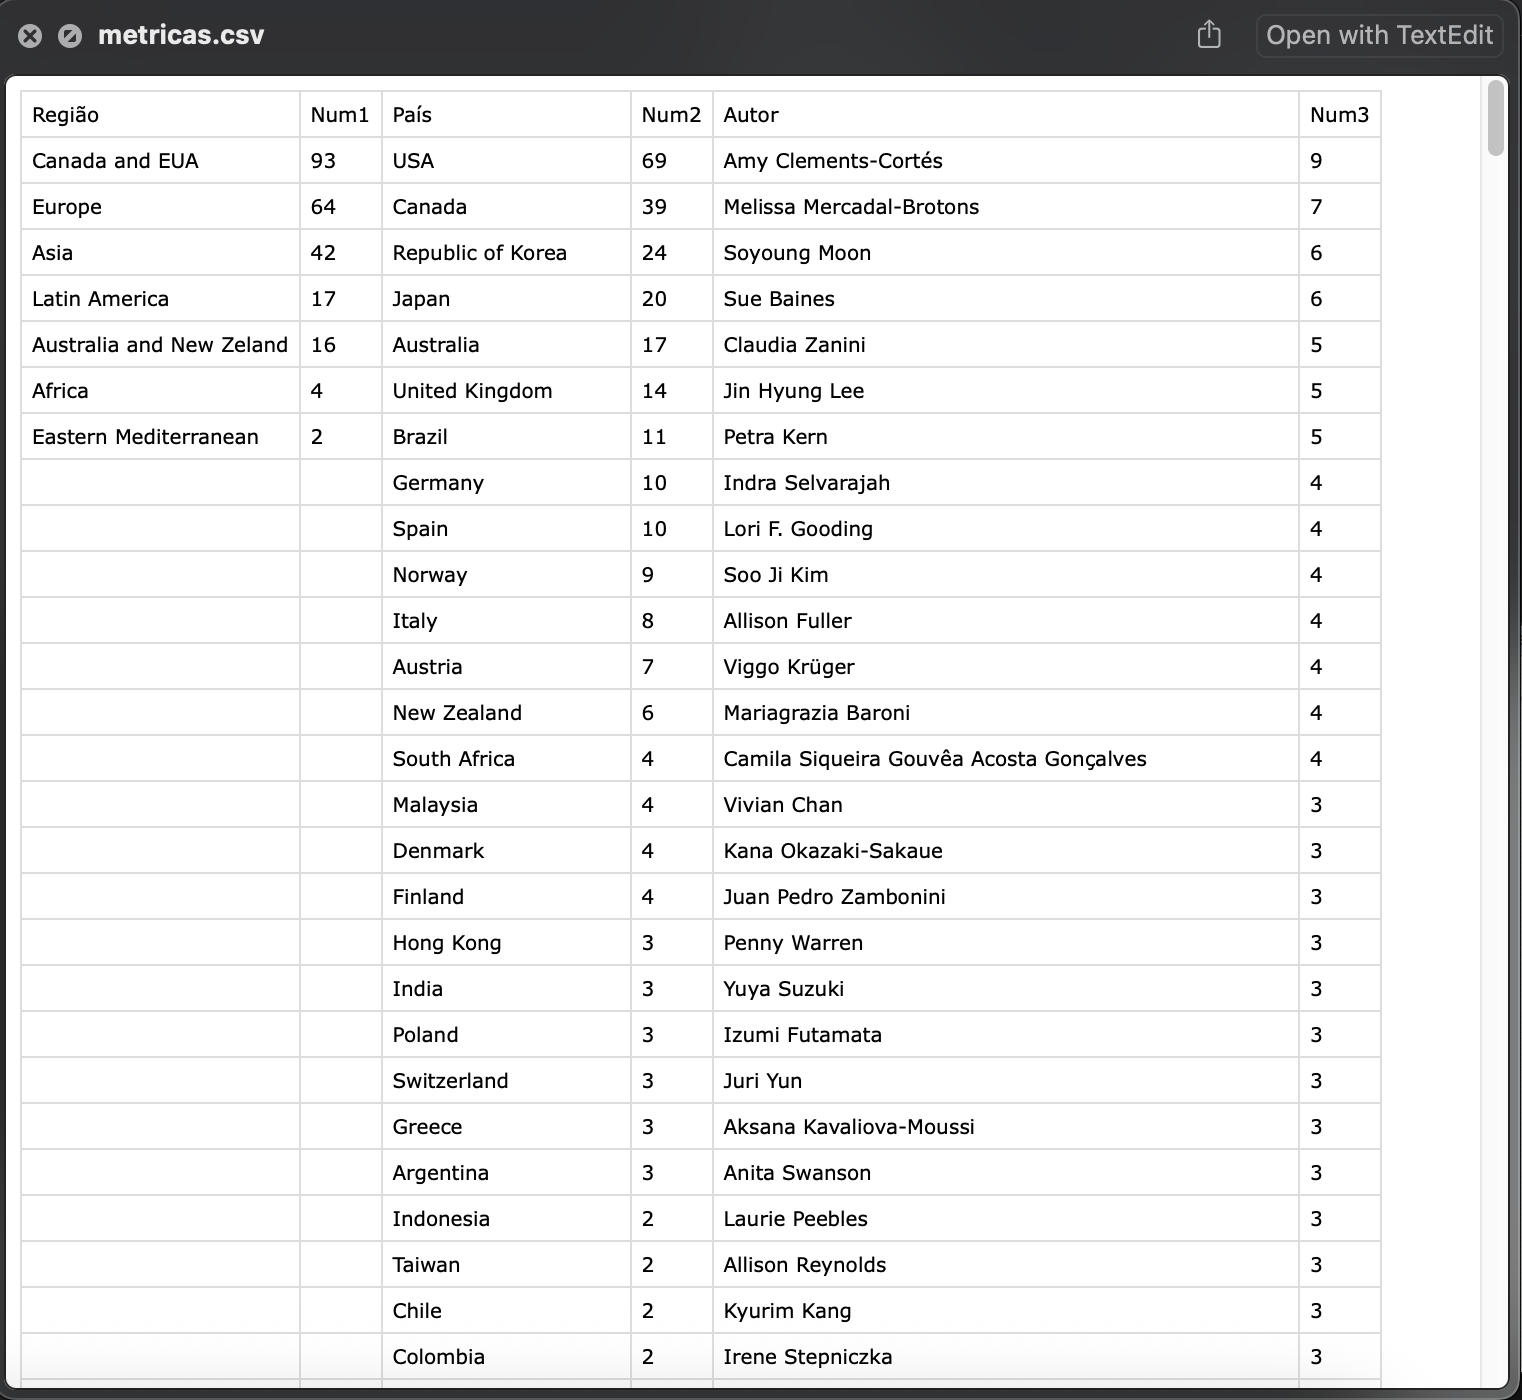 metricas.csv
Open with TextEdit
Região Num1 País Num2 Autor Num3
Canada and EUA 93 USA 69 Amy Clements-Cortés 9
Europe 64 Canada 39 Melissa Mercadal-Brotons 7
Asia 42 Republic of Korea 24 Soyoung Moon 6
Latin America 17 Japan 20 Sue Baines 6
Australia and New Zeland 16 Australia 17 Claudia Zanini 5
Africa 4 United Kingdom 14 Jin Hyung Lee 5
Eastern Mediterranean 2 Brazil 11 Petra Kern 5
Germany 10 Indra Selvarajah 4
Spain 10 Lori F. Gooding 4
Norway 9 Soo Ji Kim 4
Italy 8 Allison Fuller 4
Austria 7 Viggo Krüger 4
New Zealand 6 Mariagrazia Baroni 4
South Africa 4 Camila Siqueira Gouvêa Acosta Gonçalves 4
Malaysia 4 Vivian Chan 3
Denmark 4 Kana Okazaki-Sakaue 3
Finland 4 Juan Pedro Zambonini 3
Hong Kong 3 Penny Warren 3
India 3 Yuya Suzuki 3
Poland 3 Izumi Futamata 3
Switzerland 3 Juri Yun 3
Greece 3 Aksana Kavaliova-Moussi 3
Argentina 3 Anita Swanson 3
Indonesia 2 Laurie Peebles 3
Taiwan 2 Allison Reynolds 3
Chile 2 Kyurim Kang 3
Colombia 2 Irene Stepniczka 3